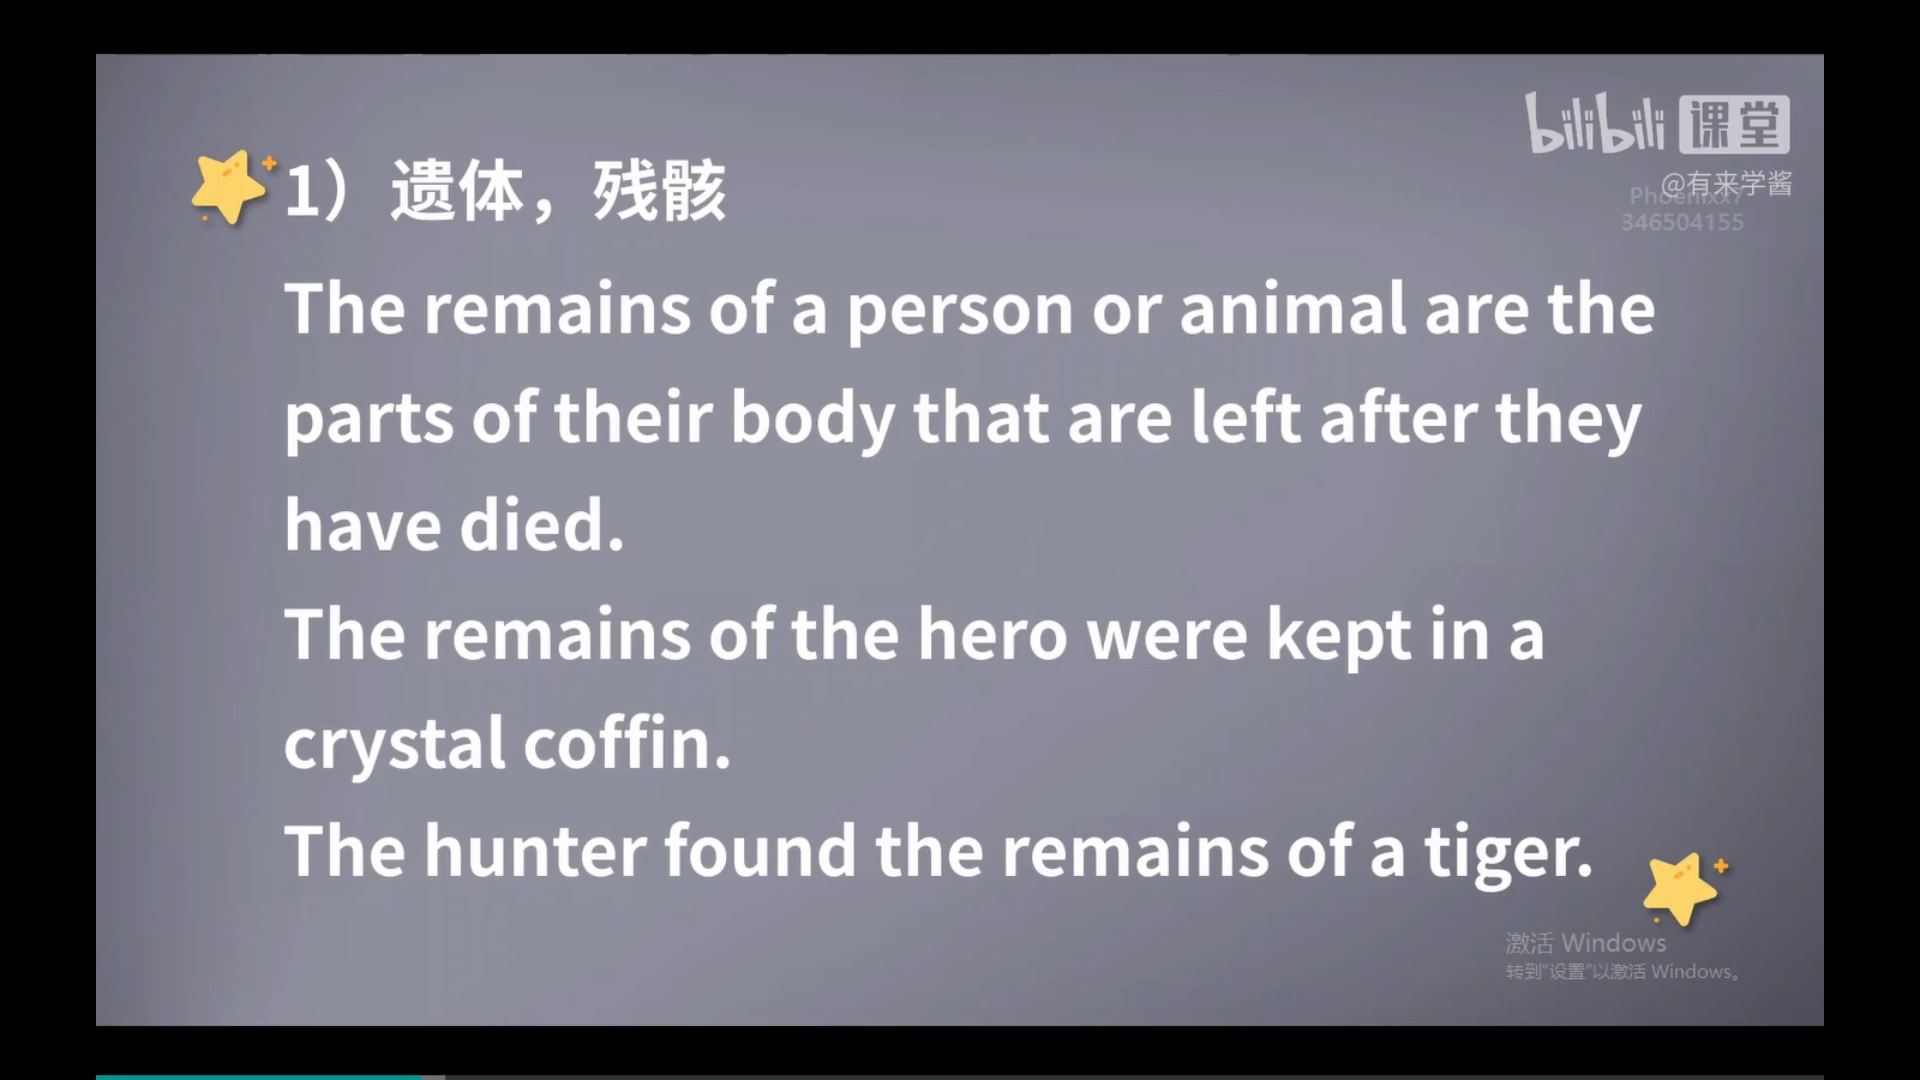 bilibili 课堂
@有来学酱
Phoenixx7
346504155
1）遗体，残骸
The remains of a person or animal are the
parts of their body that are left after they
have died.
The remains of the hero were kept in a
crystal coffin.
The hunter found the remains of a tiger.
激活 Windows
转到"设置"以激活 Windows。